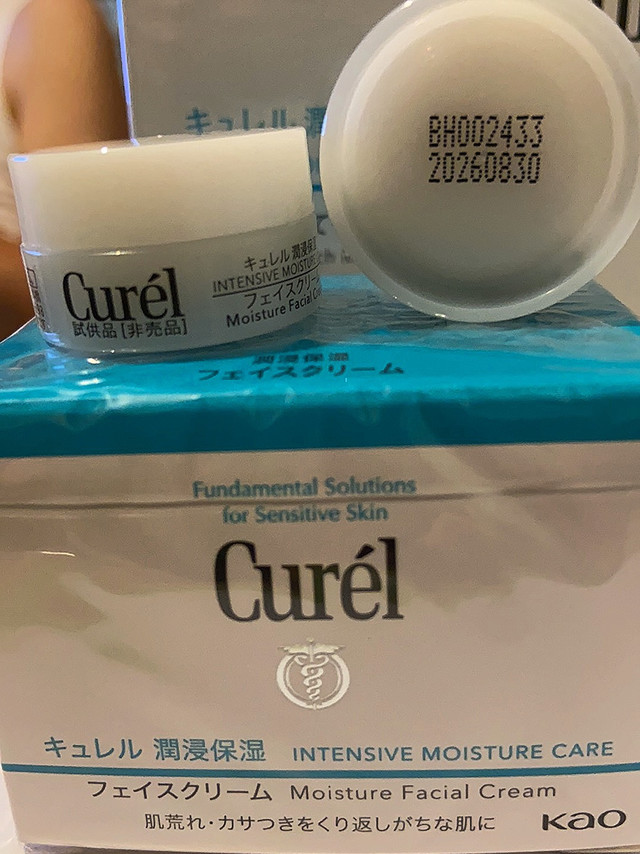 キュレル 潤
BH002433
20260830
キュレル 潤浸保湿
INTENSIVE MOISTURE
フェイスクリーム
Moisture Facial
Curél
試供品 [非売品]
潤浸保湿
フェイスクリーム
Fundamental Solutions
for Sensitive Skin
Curél
キュレル 潤浸保湿 INTENSIVE MOISTURE CARE
フェイスクリーム Moisture Facial Cream
肌荒れ・カサつきをくり返しがちな肌に Kao